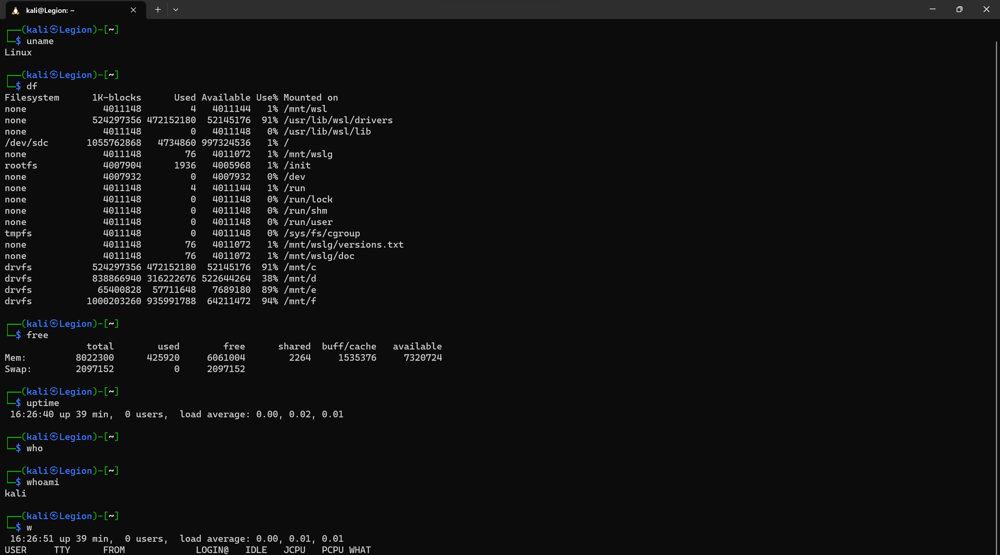 kali@Legion: ~
┌──(kali㉿Legion)-[~]
└─$ uname
Linux
┌──(kali㉿Legion)-[~]
└─$ df
Filesystem      1K-blocks      Used Available Use% Mounted on
none              4011148         4   4011144   1% /mnt/wsl
none            524297356 472152180  52145176  91% /usr/lib/wsl/drivers
none              4011148         0   4011148   0% /usr/lib/wsl/lib
/dev/sdc       1055762868   4734860 997324536   1% /
none              4011148        76   4011072   1% /mnt/wslg
rootfs            4007904      1936   4005968   1% /init
none              4007932         0   4007932   0% /dev
none              4011148         4   4011144   1% /run
none              4011148         0   4011148   0% /run/lock
none              4011148         0   4011148   0% /run/shm
none              4011148         0   4011148   0% /run/user
tmpfs             4011148         0   4011148   0% /sys/fs/cgroup
none              4011148        76   4011072   1% /mnt/wslg/versions.txt
none              4011148        76   4011072   1% /mnt/wslg/doc
drvfs           524297356 472152180  52145176  91% /mnt/c
drvfs           838866940 316222676 522644264  38% /mnt/d
drvfs            65400828  57711648   7689180  89% /mnt/e
drvfs          1000203260 935991788  64211472  94% /mnt/f
┌──(kali㉿Legion)-[~]
└─$ free
               total        used        free      shared  buff/cache   available
Mem:         8022300      425920     6061004        2264     1535376     7320724
Swap:        2097152           0     2097152
┌──(kali㉿Legion)-[~]
└─$ uptime
 16:26:40 up 39 min,  0 users,  load average: 0.00, 0.02, 0.01
┌──(kali㉿Legion)-[~]
└─$ who
┌──(kali㉿Legion)-[~]
└─$ whoami
kali
┌──(kali㉿Legion)-[~]
└─$ w
 16:26:51 up 39 min,  0 users,  load average: 0.00, 0.01, 0.01
USER     TTY      FROM             LOGIN@   IDLE   JCPU   PCPU WHAT